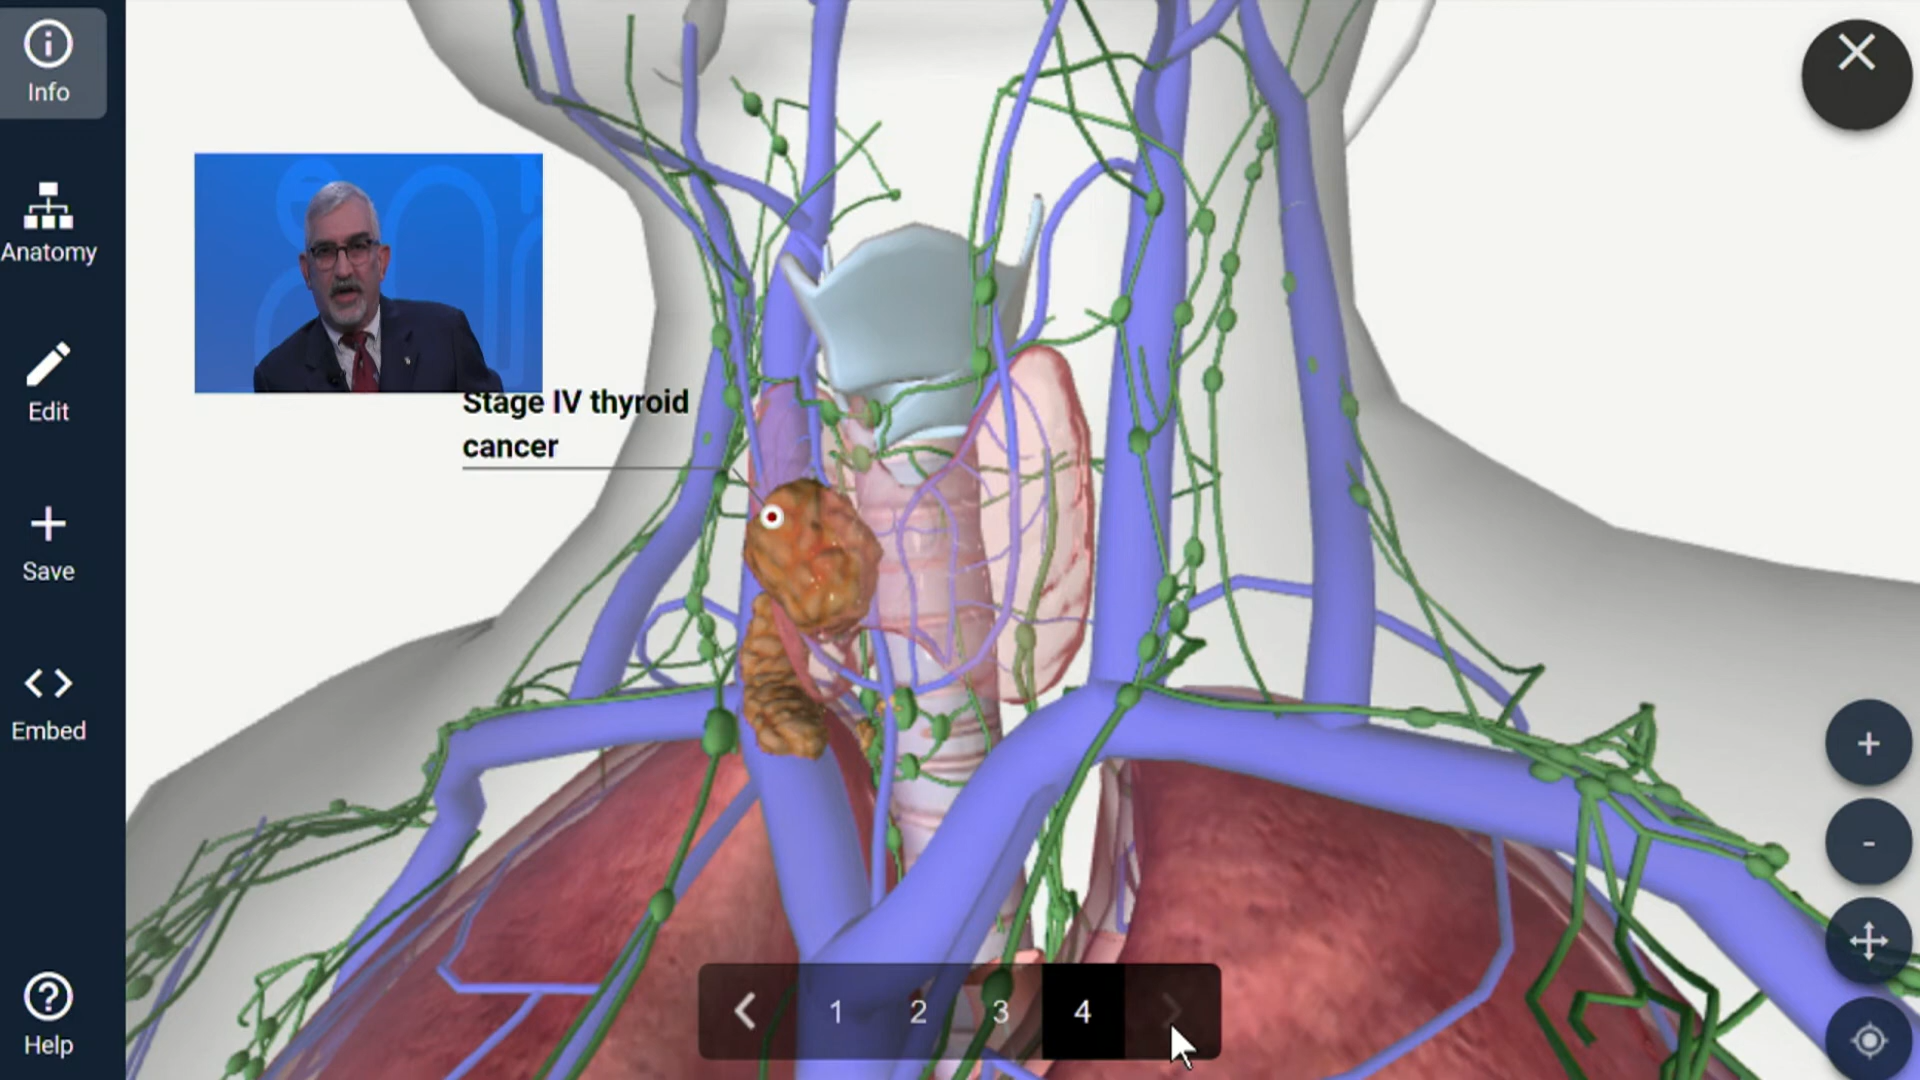 Info
Anatomy
Edit
Save
Embed
Help
Stage IV thyroid
cancer
1 2 3 4
+
-